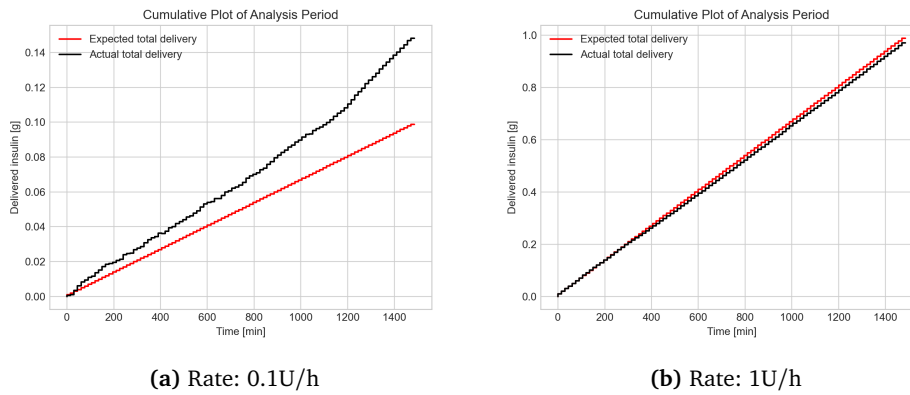 Cumulative Plot of Analysis Period
Expected total delivery
Actual total delivery
0.14
0.12
0.10
0.08
0.06
0.04
0.02
0.00
Delivered insulin [g]
0 200 400 600 800 1000 1200 1400
Time [min]
(a) Rate: 0.1U/h
Cumulative Plot of Analysis Period
Expected total delivery
Actual total delivery
1.0
0.8
0.6
0.4
0.2
0.0
Delivered insulin [g]
0 200 400 600 800 1000 1200 1400
Time [min]
(b) Rate: 1U/h